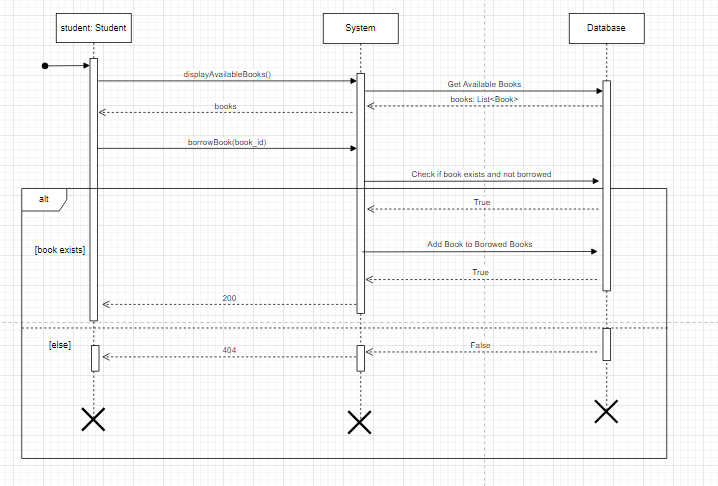 student: Student
System
Database
displayAvailableBooks()
Get Available Books
books: List<Book>
books
borrowBook(book_id)
Check if book exists and not borrowed
alt
True
Add Book to Borowed Books
[book exists]
True
200
[else]
False
404